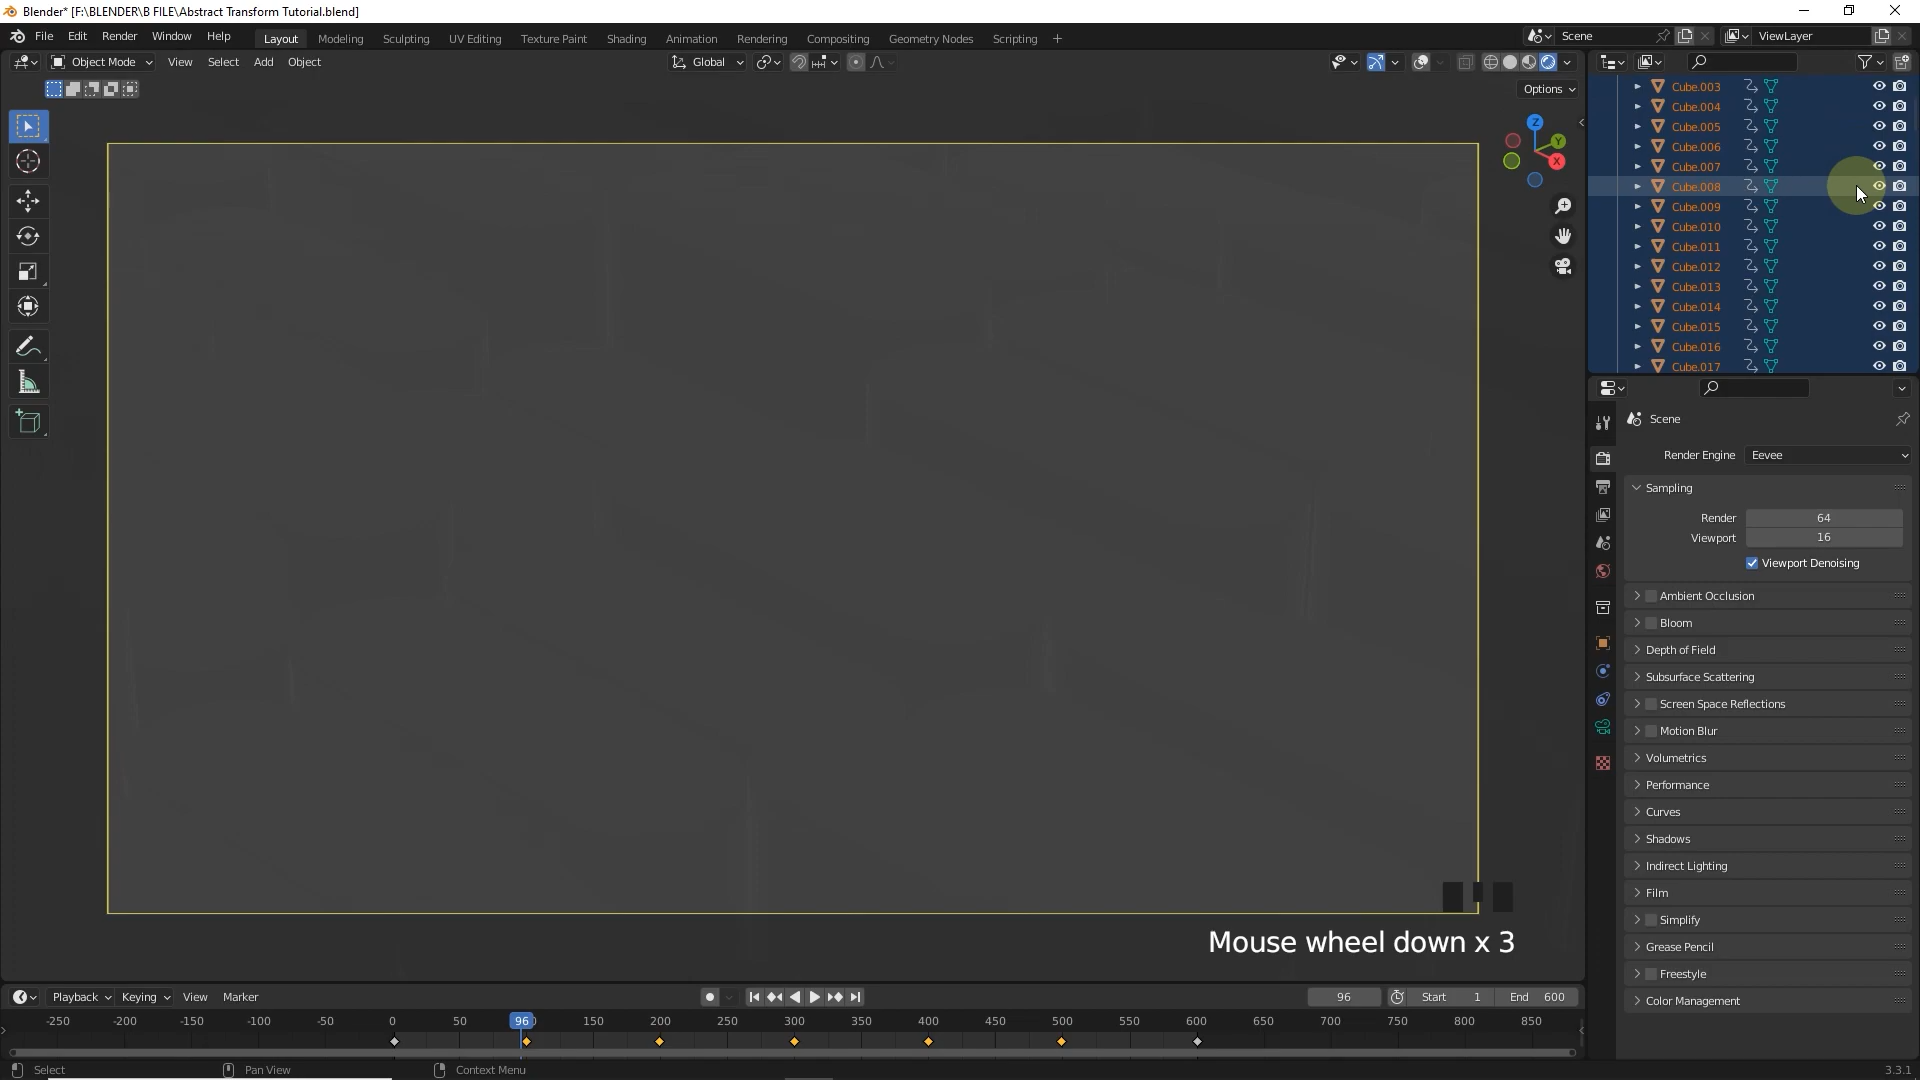 Blender* [F:\BLENDER\B FILE\Abstract Transform Tutorial.blend]
File Edit Render Window Help Layout Modeling Sculpting UV Editing Texture Paint Shading Animation Rendering Compositing Geometry Nodes Scripting + Scene ViewLayer
Object Mode View Select Add Object Global
Options
Z
Y
X
Cube.003
Cube.004
Cube.005
Cube.006
Cube.007
Cube.008
Cube.009
Cube.010
Cube.011
Cube.012
Cube.013
Cube.014
Cube.015
Cube.016
Cube.017
Scene
Render Engine Eevee
Sampling
Render 64
Viewport 16
Viewport Denoising
Ambient Occlusion
Bloom
Depth of Field
Subsurface Scattering
Screen Space Reflections
Motion Blur
Volumetrics
Performance
Curves
Shadows
Indirect Lighting
Film
Simplify
Grease Pencil
Freestyle
Color Management
Mouse wheel down x 3
Playback Keying View Marker 96 Start 1 End 600
-250 -200 -150 -100 -50 0 50 96 150 200 250 300 350 400 450 500 550 600 650 700 750 800 850
Select Pan View Context Menu 3.3.1